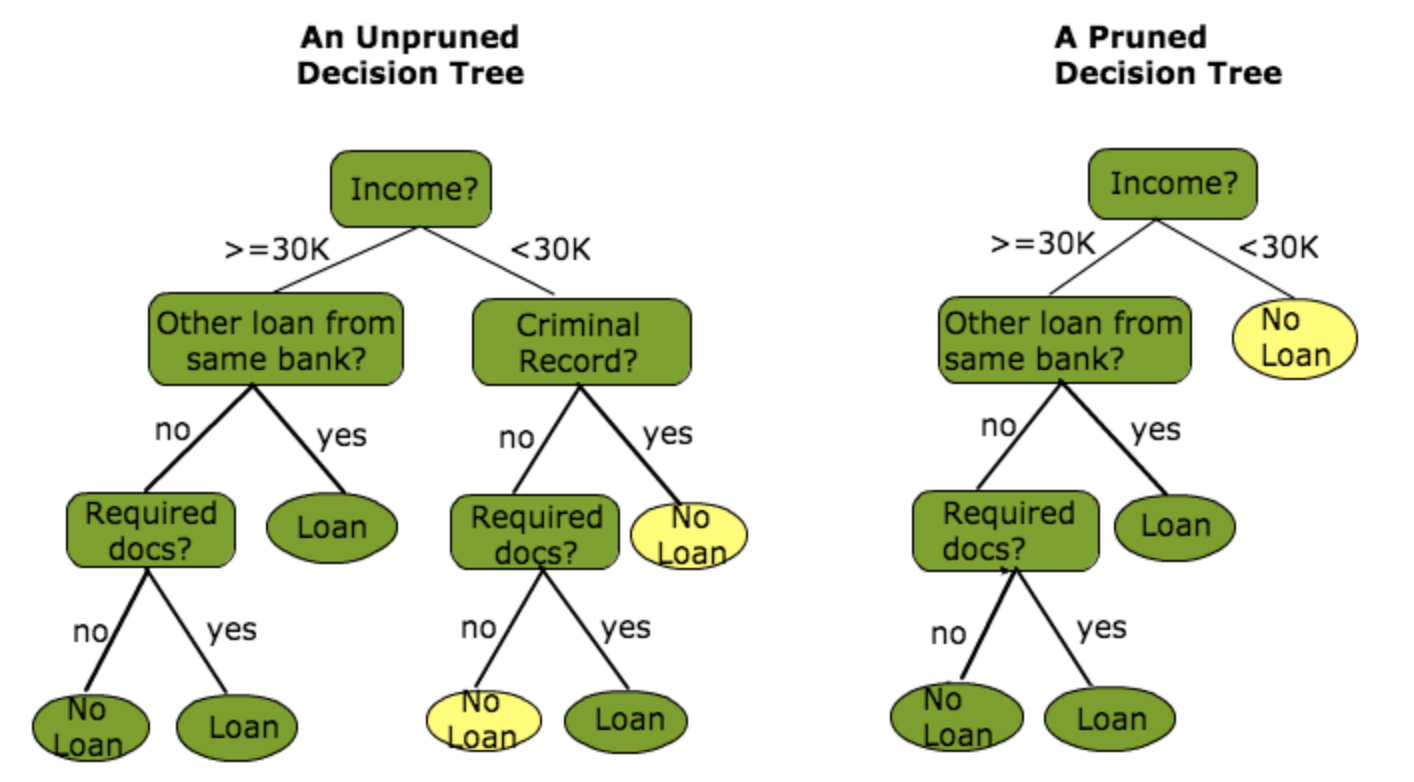 An Unpruned
Decision Tree
Income?
>=30K
<30K
Other loan from
same bank?
Criminal
Record?
no
yes
no
yes
Required
docs?
Loan
Required
docs?
No
Loan
no
yes
no
yes
No
Loan
Loan
No
Loan
Loan
A Pruned
Decision Tree
Income?
>=30K
<30K
Other loan from
same bank?
No
Loan
no
yes
Required
docs?
Loan
no
yes
No
Loan
Loan